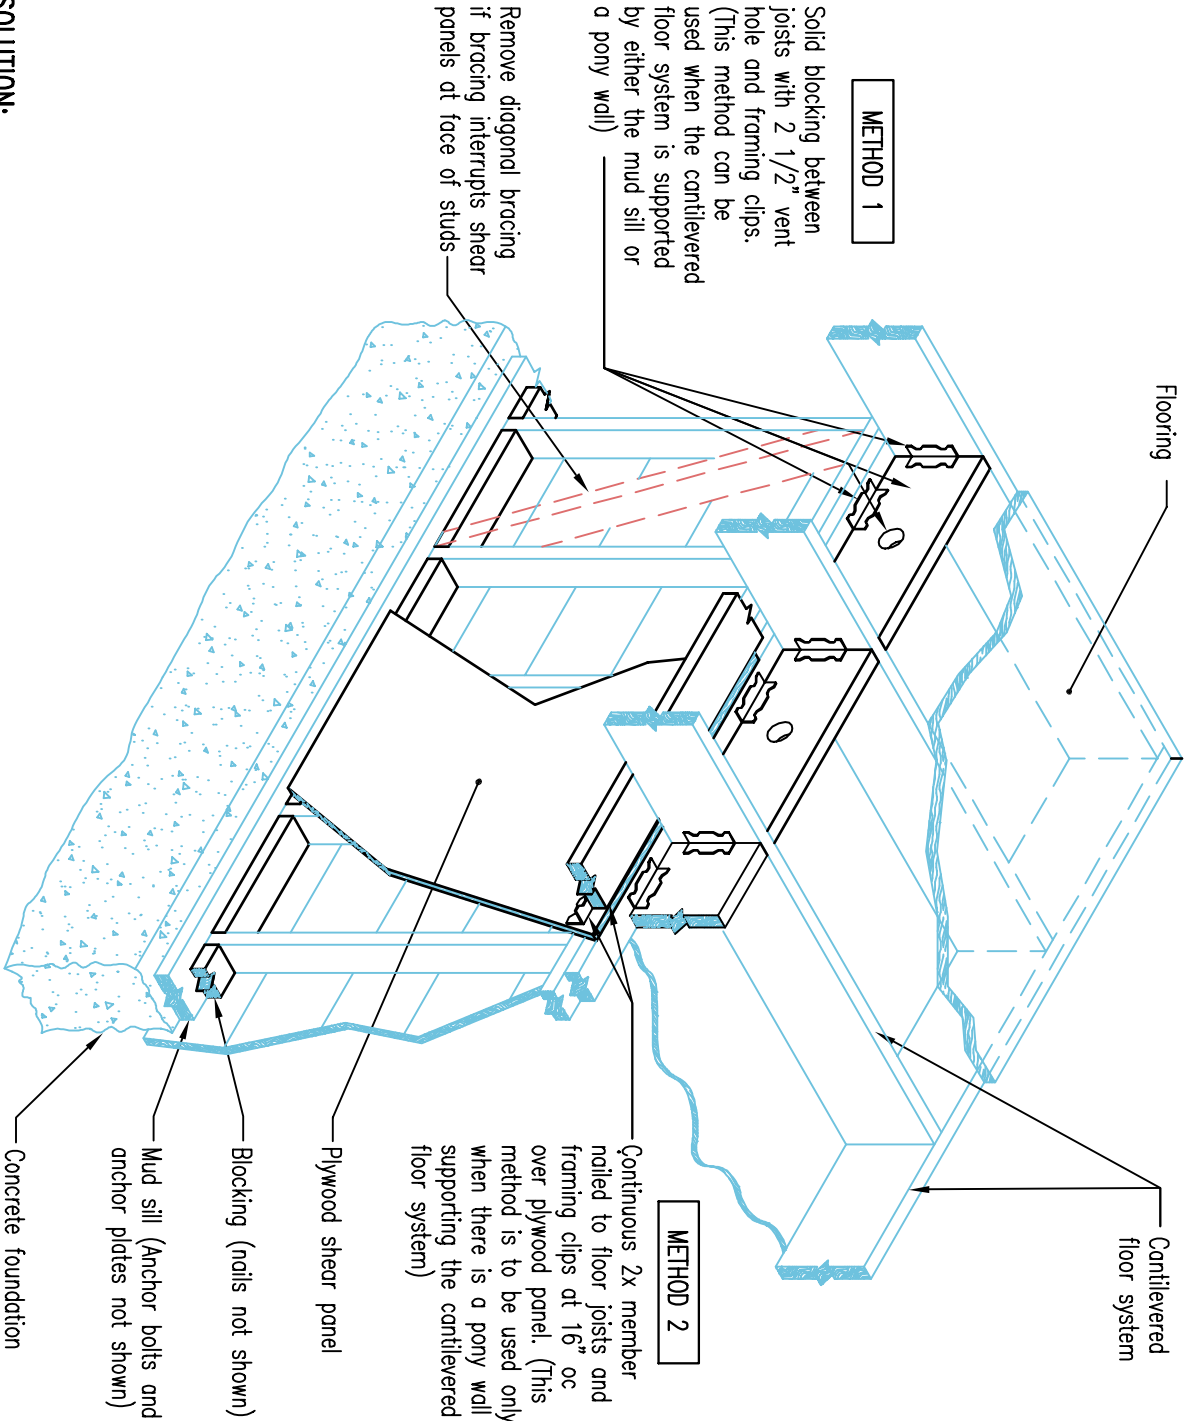 Flooring
Cantilevered
floor system
METHOD 1
Solid blocking between
joists with 2 1/2" vent
hole and framing clips.
(This method can be
used when the cantilevered
floor system is supported
by either the mud sill or
a pony wall)
Remove diagonal bracing
if bracing interrupts shear
panels at face of studs
METHOD 2
Continuous 2x member
nailed to floor joists and
framing clips at 16" oc
over plywood panel. (This
method is to be used only
when there is a pony wall
supporting the cantilevered
floor system)
Plywood shear panel
Blocking (nails not shown)
Mud sill (Anchor bolts and
anchor plates not shown)
Concrete foundation
SOLUTION: